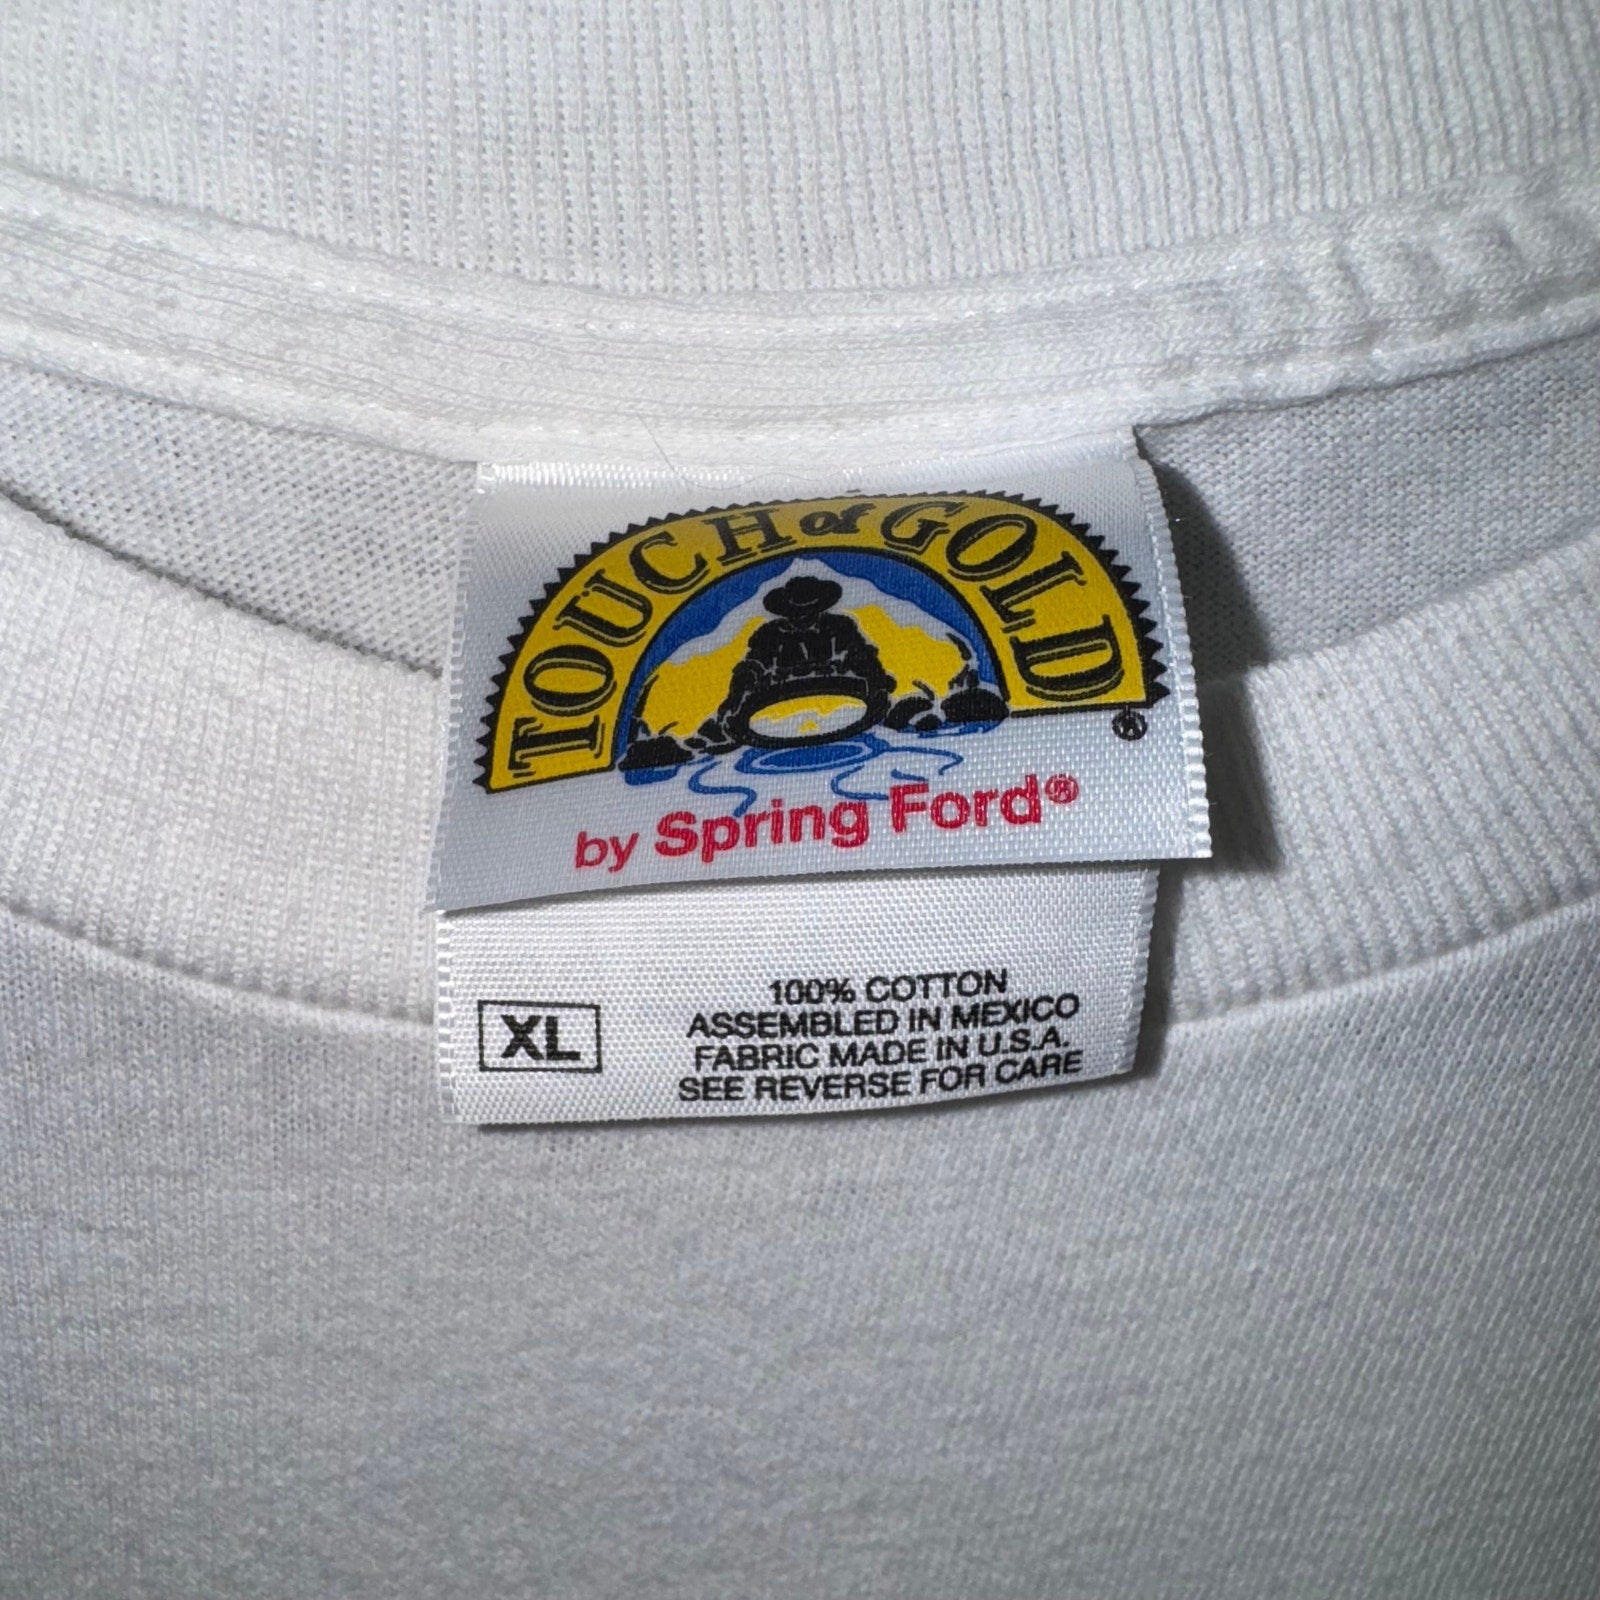 TOUCH of GOLD®
by Spring Ford®
XL
100% COTTON
ASSEMBLED IN MEXICO
FABRIC MADE IN U.S.A.
SEE REVERSE FOR CARE